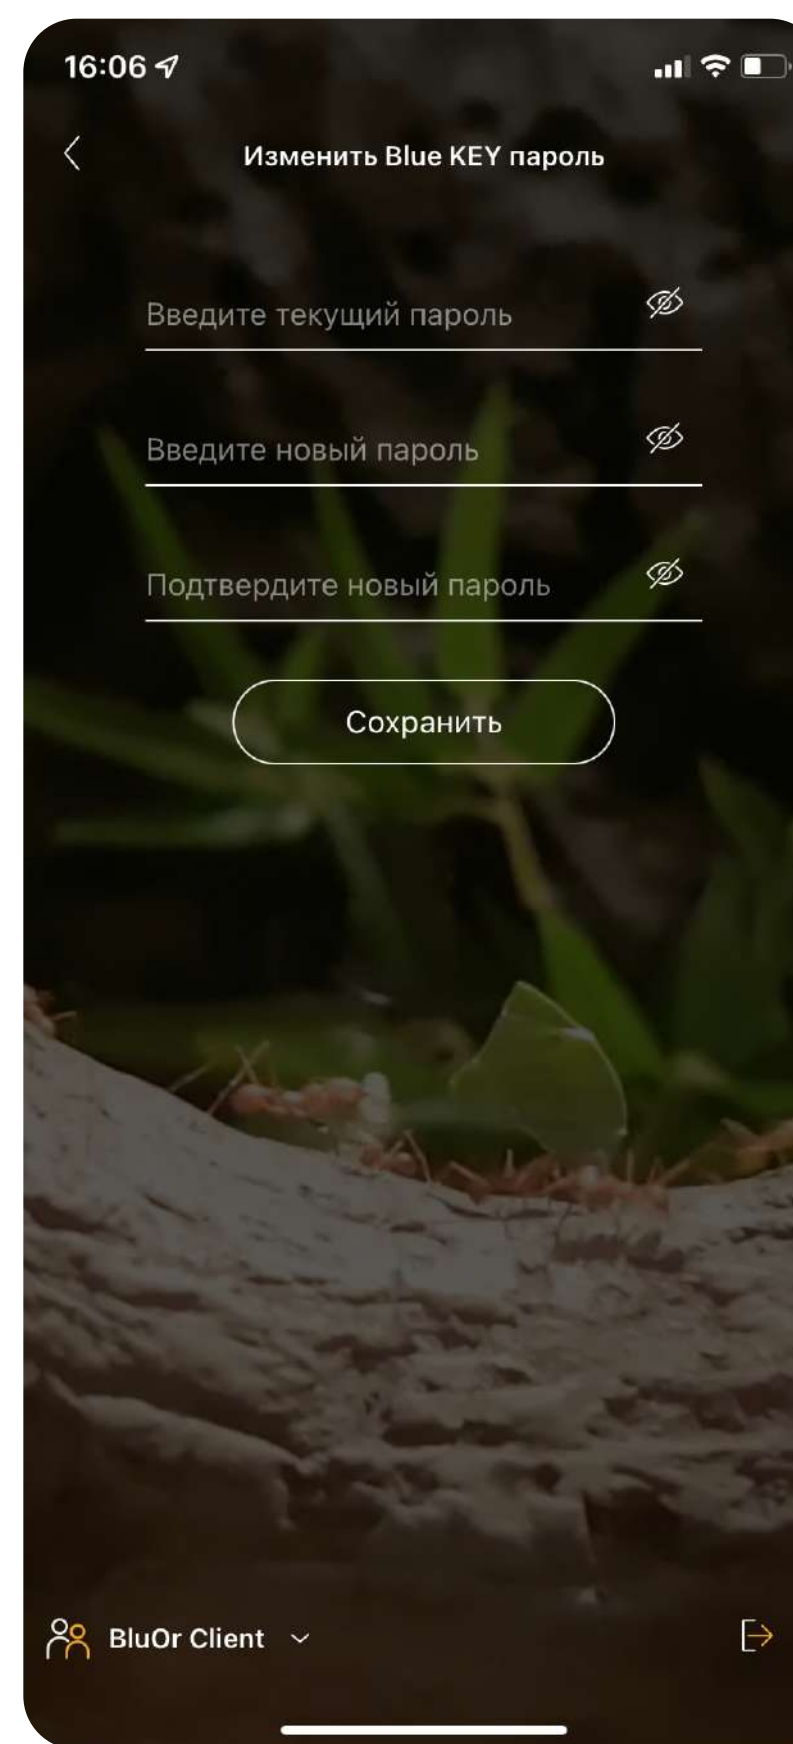 16:06
Изменить Blue KEY пароль
Введите текущий пароль
Введите новый пароль
Подтвердите новый пароль
Сохранить
BluOr Client